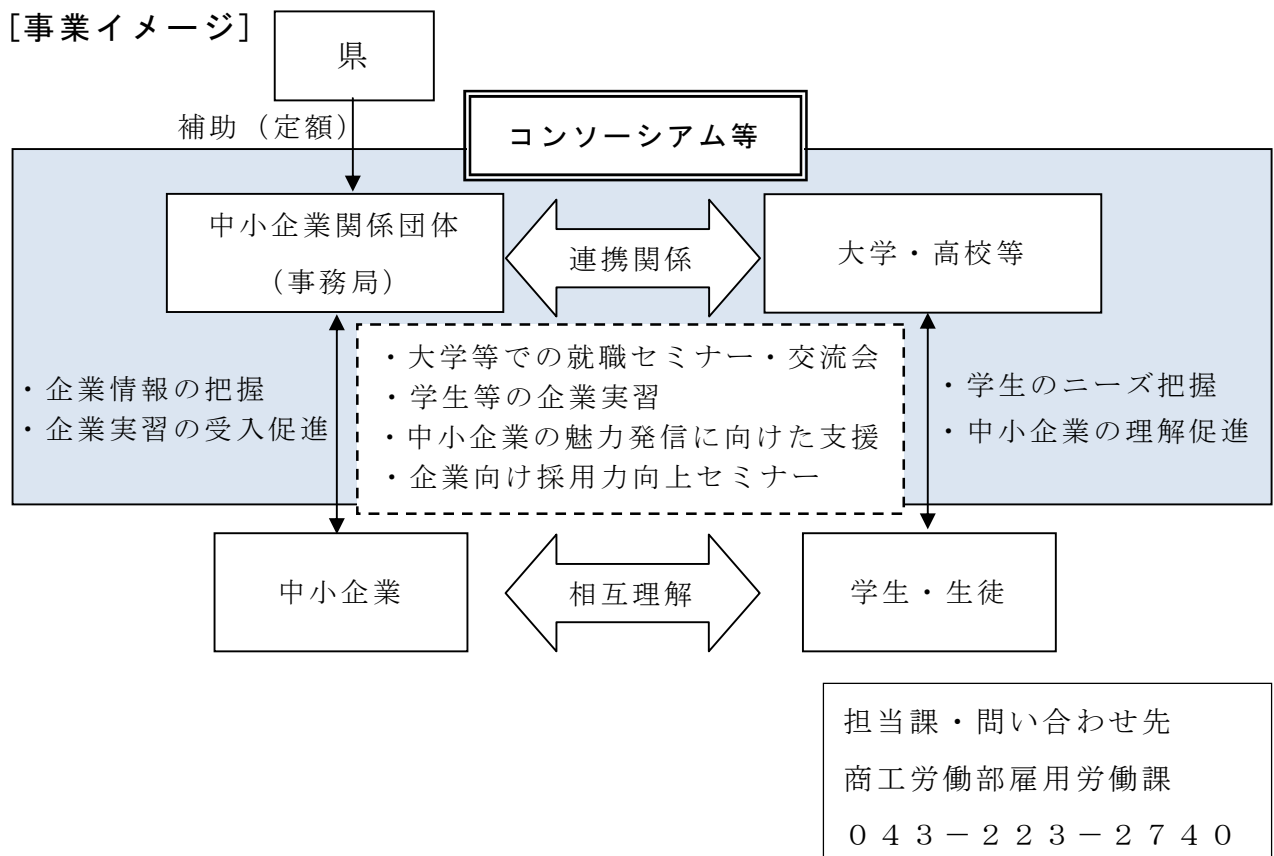 [事業イメージ]
県
補助（定額）
コンソーシアム等
中小企業関係団体
（事務局）
連携関係
大学・高校等
・企業情報の把握
・企業実習の受入促進
・大学等での就職セミナー・交流会
・学生等の企業実習
・中小企業の魅力発信に向けた支援
・企業向け採用力向上セミナー
・学生のニーズ把握
・中小企業の理解促進
中小企業
相互理解
学生・生徒
担当課・問い合わせ先
商工労働部雇用労働課
０４３－２２３－２７４０